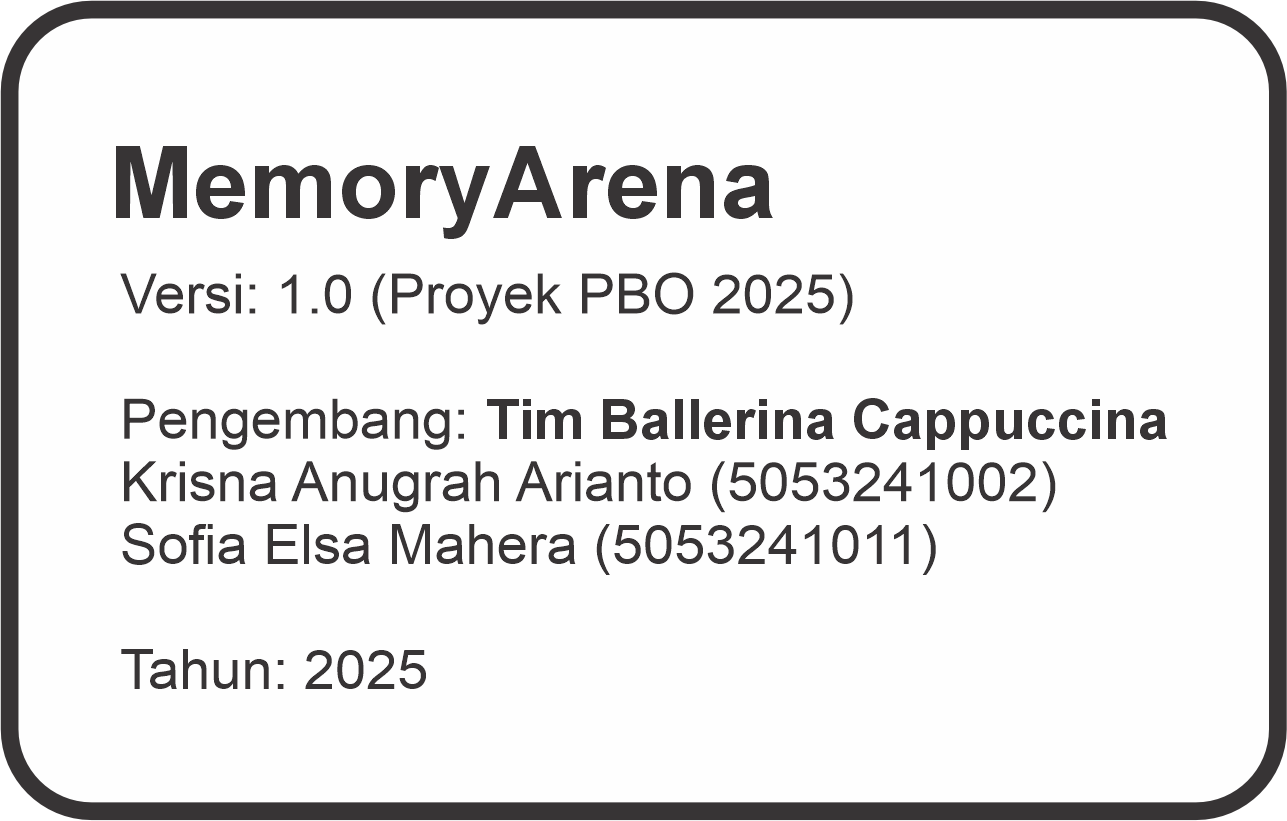 MemoryArena
Versi: 1.0 (Proyek PBO 2025)
Pengembang: Tim Ballerina Cappuccina
Krisna Anugrah Arianto (5053241002)
Sofia Elsa Mahera (5053241011)
Tahun: 2025